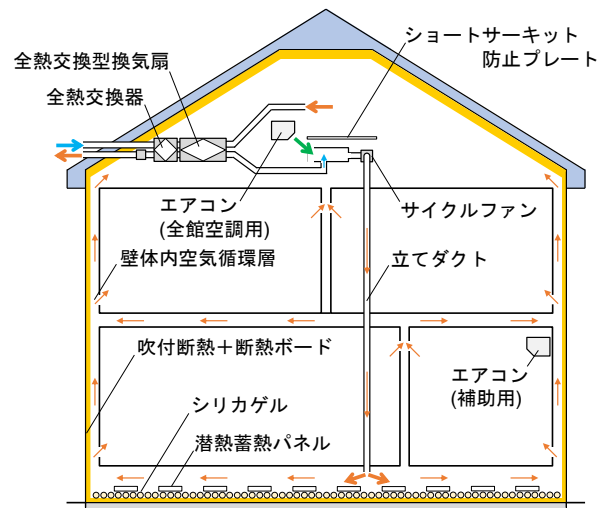 ショートサーキット
防止プレート
全熱交換型換気扇
全熱交換器
エアコン
(全館空調用)
サイクルファン
壁体内空気循環層
立てダクト
吹付断熱＋断熱ボード
エアコン
(補助用)
シリカゲル
潜熱蓄熱パネル